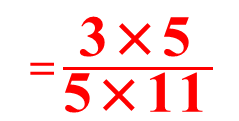 = 3 × 5
5 × 11